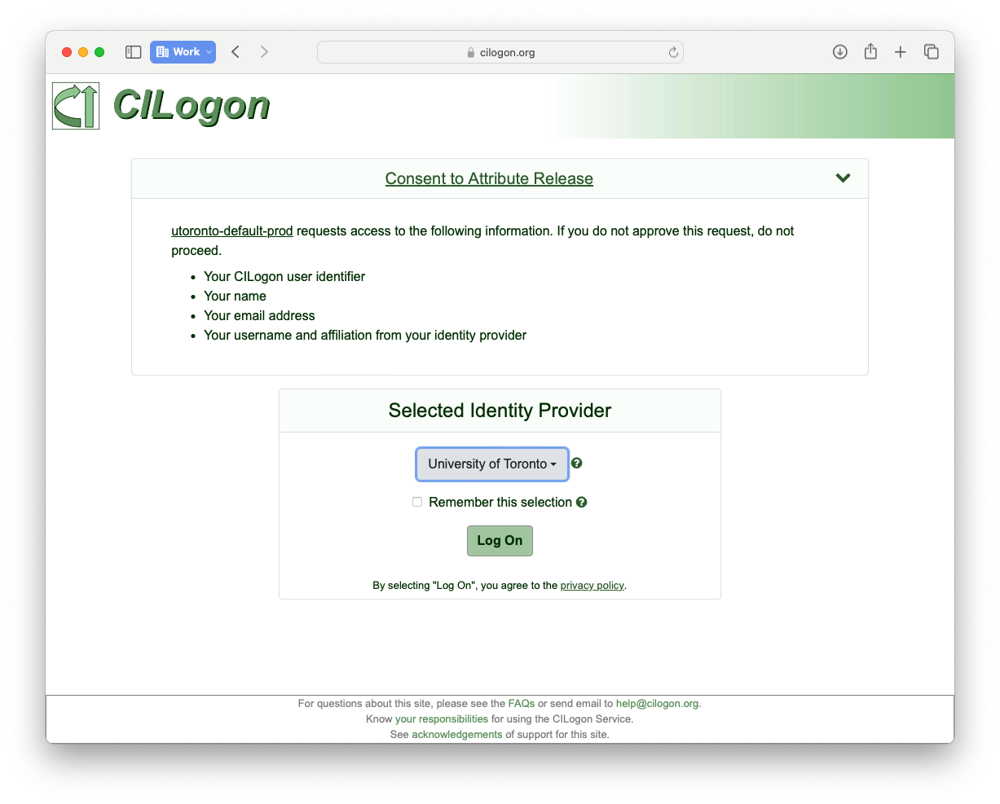 Work
cilogon.org
CILogon
Consent to Attribute Release
utoronto-default-prod requests access to the following information. If you do not approve this request, do not
proceed.
• Your CILogon user identifier
• Your name
• Your email address
• Your username and affiliation from your identity provider
Selected Identity Provider
University of Toronto
Remember this selection
Log On
By selecting "Log On", you agree to the privacy policy.
For questions about this site, please see the FAQs or send email to help@cilogon.org.
Know your responsibilities for using the CILogon Service.
See acknowledgements of support for this site.